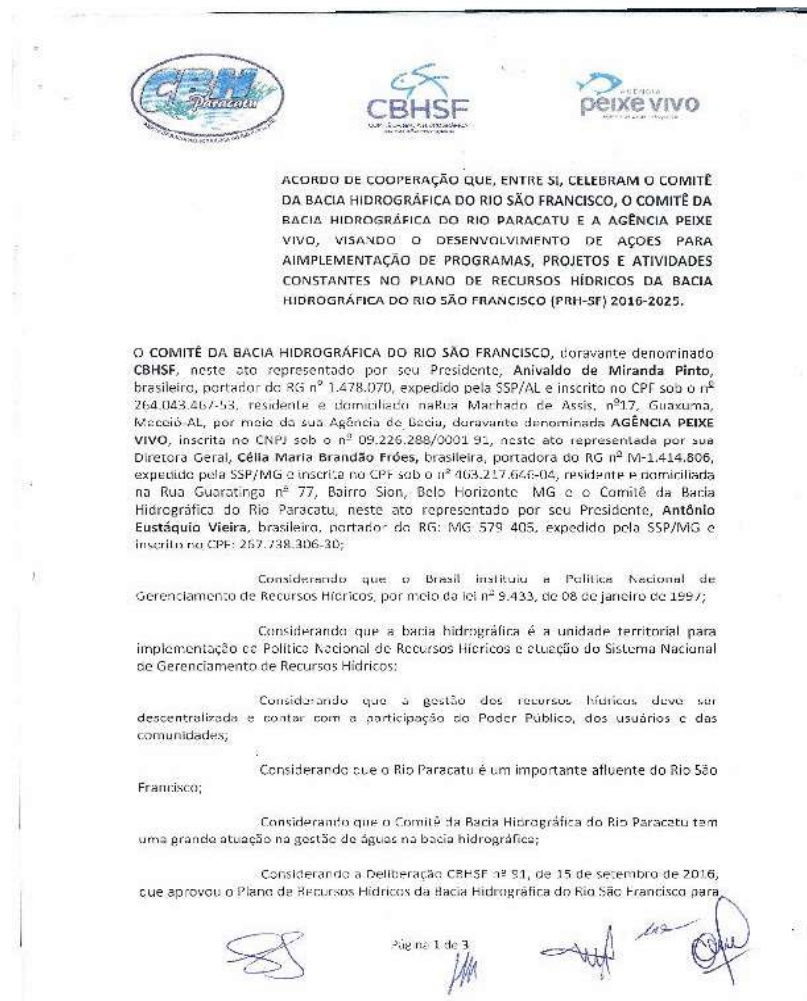 CBH
Paracatu
CBHSF
AGÊNCIA
peixe vivo
ACORDO DE COOPERAÇÃO QUE, ENTRE SI, CELEBRAM O COMITÊ
DA BACIA HIDROGRÁFICA DO RIO SÃO FRANCISCO, O COMITÊ DA
BACIA HIDROGRÁFICA DO RIO PARACATU E A AGÊNCIA PEIXE
VIVO, VISANDO O DESENVOLVIMENTO DE AÇOES PARA
AIMPLEMENTAÇÃO DE PROGRAMAS, PROJETOS E ATIVIDADES
CONSTANTES NO PLANO DE RECURSOS HÍDRICOS DA BACIA
HIDROGRÁFICA DO RIO SÃO FRANCISCO (PRH-SF) 2016-2025.
O COMITÊ DA BACIA HIDROGRÁFICA DO RIO SÃO FRANCISCO, doravante denominado
CBHSF, neste ato representado por seu Presidente, Anivaldo de Miranda Pinto,
brasileiro, portador do RG nº 1.478.070, expedido pela SSP/AL e inscrito no CPF sob o nº
264.043.467-53, residente e domiciliado naRua Machado de Assis, nº17, Guaxuma,
Maceió-AL, por meio da sua Agência de Bacia, doravante denominada AGÊNCIA PEIXE
VIVO, inscrita no CNPJ sob o nº 09.226.288/0001 91, neste ato representada por sua
Diretora Geral, Célia Maria Brandão Fróes, brasileira, portadora do RG nº M-1.414.806,
expedido pela SSP/MG e inscrita no CPF sob o nº 463.217.646-04, residente e domiciliada
na Rua Guaratinga nº 77, Bairro Sion, Belo Horizonte MG e o Comitê da Bacia
Hidrográfica do Rio Paracatu, neste ato representado por seu Presidente, Antônio
Eustáquio Vieira, brasileiro, portador do RG: MG 579 405, expedido pela SSP/MG e
inscrito no CPF: 267.738.306-30;
Considerando que o Brasil instituiu a Política Nacional de
Gerenciamento de Recursos Hídricos, por meio da lei nº 9.433, de 08 de janeiro de 1997;
Considerando que a bacia hidrográfica é a unidade territorial para
implementação da Política Nacional de Recursos Hídricos e atuação do Sistema Nacional
de Gerenciamento de Recursos Hídricos;
Considerando que a gestão dos recursos hídricos deve ser
descentralizada e contar com a participação do Poder Público, dos usuários e das
comunidades;
Considerando que o Rio Paracatu é um importante afluente do Rio São
Francisco;
Considerando que o Comitê da Bacia Hidrográfica do Rio Paracatu tem
uma grande atuação na gestão de águas na bacia hidrográfica;
Considerando a Deliberação CBHSF nº 91, de 15 de setembro de 2016,
que aprovou o Plano de Recursos Hídricos da Bacia Hidrográfica do Rio São Francisco para
Página 1 de 3